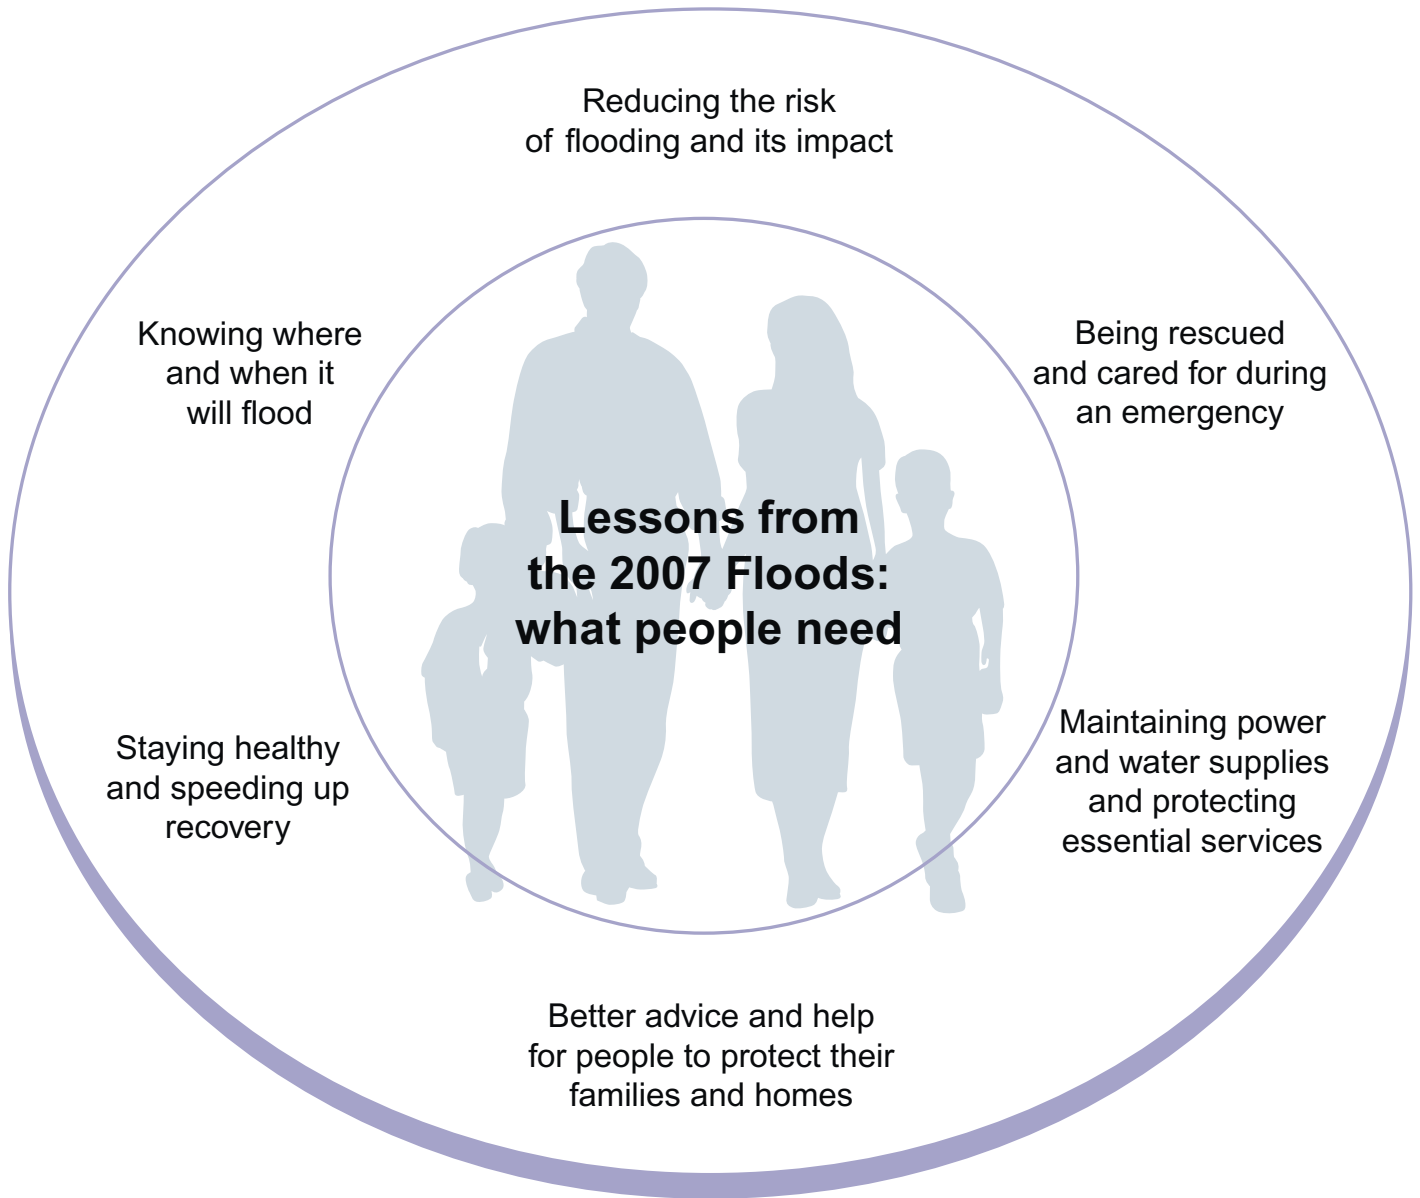 Reducing the risk
of flooding and its impact
Knowing where
and when it
will flood
Being rescued
and cared for during
an emergency
Lessons from
the 2007 Floods:
what people need
Staying healthy
and speeding up
recovery
Maintaining power
and water supplies
and protecting
essential services
Better advice and help
for people to protect their
families and homes